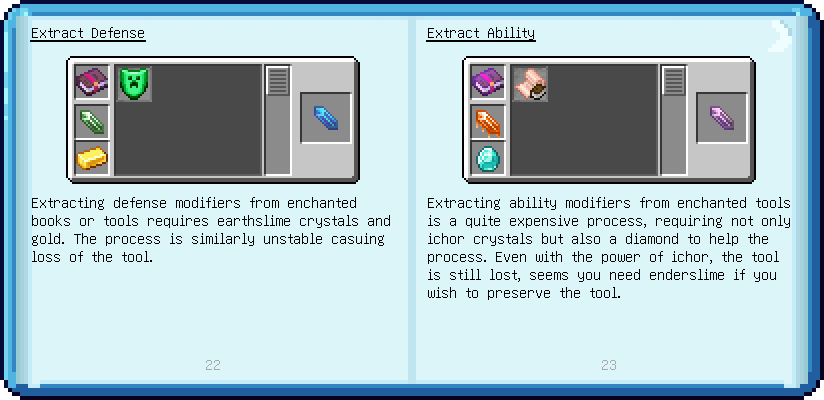 Extract Defense
Extracting defense modifiers from enchanted
books or tools requires earthslime crystals and
gold. The process is similarly unstable casuing
loss of the tool.
22
Extract Ability
Extracting ability modifiers from enchanted tools
is a quite expensive process, requiring not only
ichor crystals but also a diamond to help the
process. Even with the power of ichor, the tool
is still lost, seems you need enderslime if you
wish to preserve the tool.
23